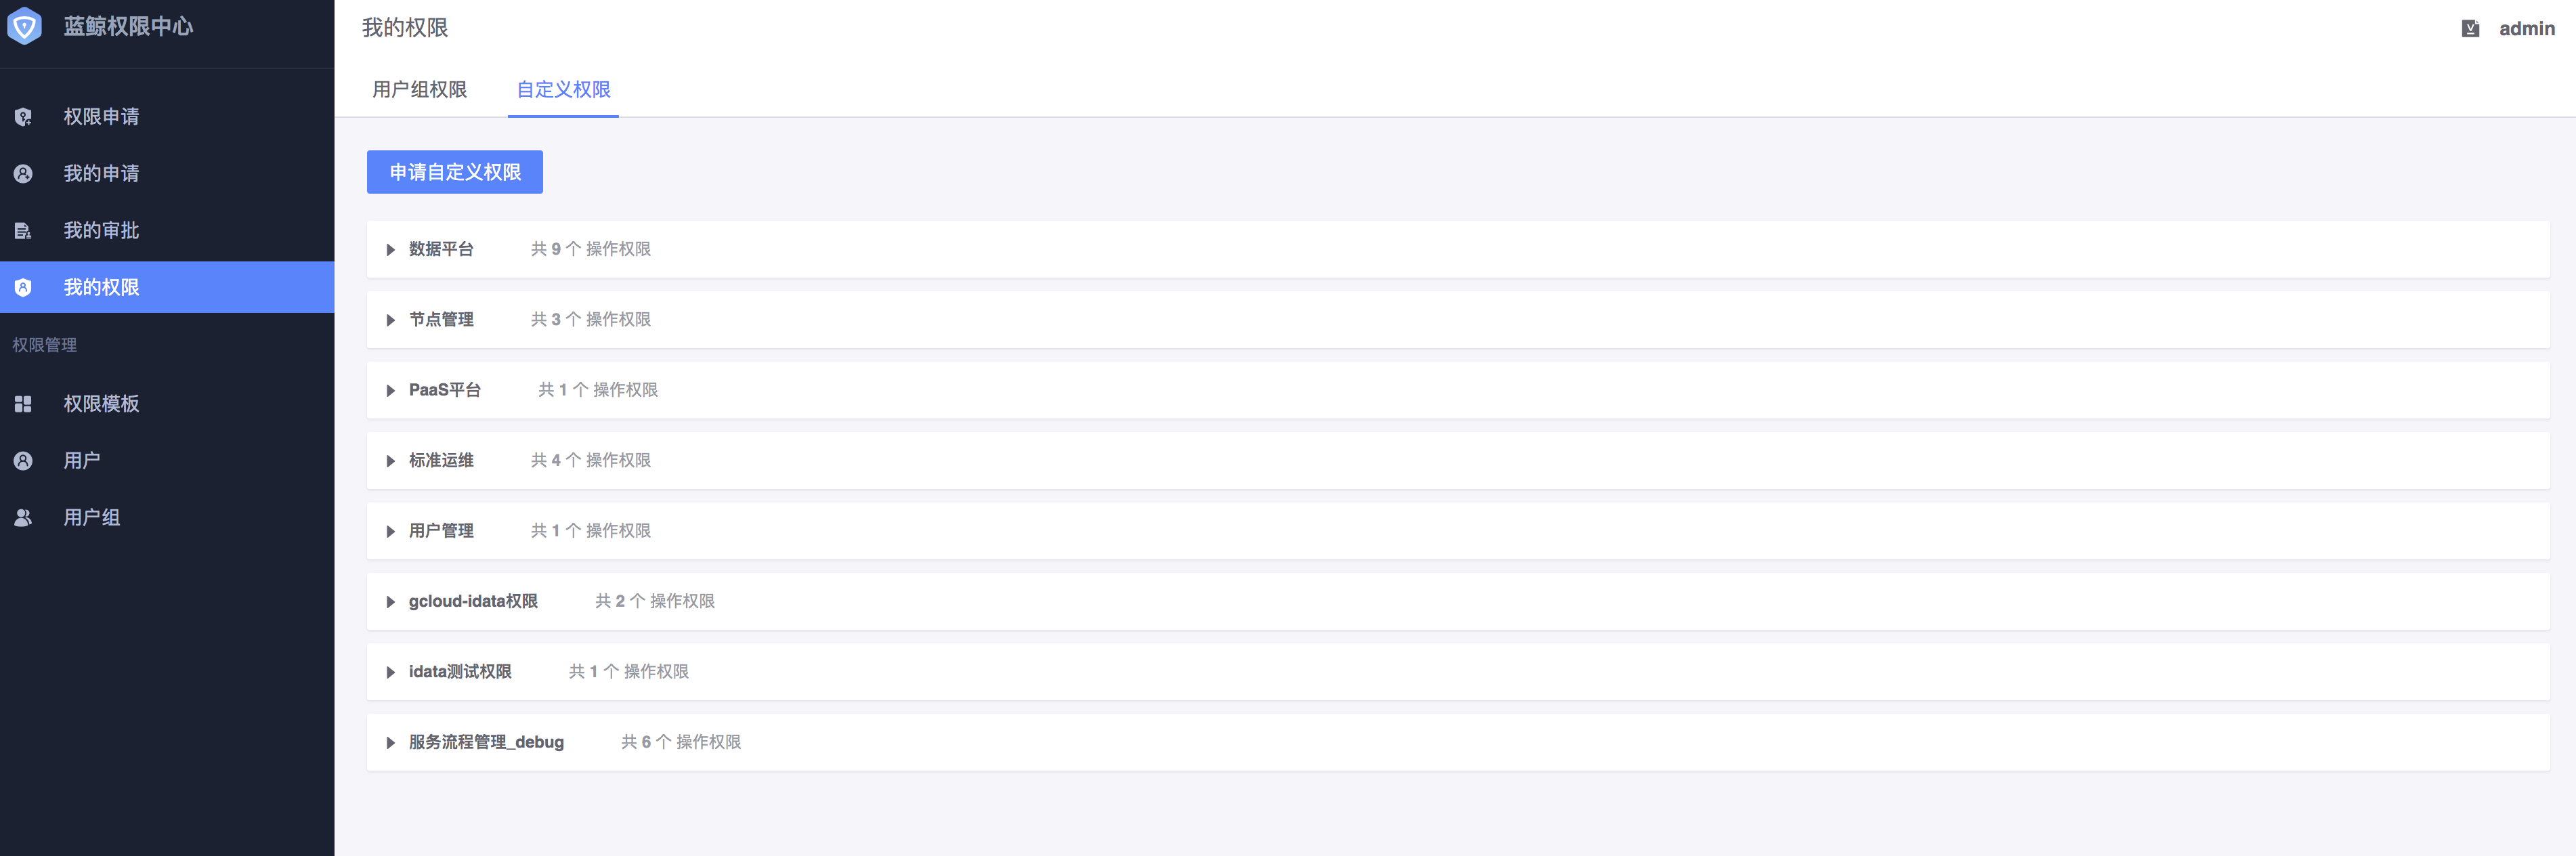 蓝鲸权限中心
权限申请
我的申请
我的审批
我的权限
权限管理
权限模板
用户
用户组
我的权限
admin
用户组权限 自定义权限
申请自定义权限
数据平台 共 9 个 操作权限
节点管理 共 3 个 操作权限
PaaS平台 共 1 个 操作权限
标准运维 共 4 个 操作权限
用户管理 共 1 个 操作权限
gcloud-idata权限 共 2 个 操作权限
idata测试权限 共 1 个 操作权限
服务流程管理_debug 共 6 个 操作权限